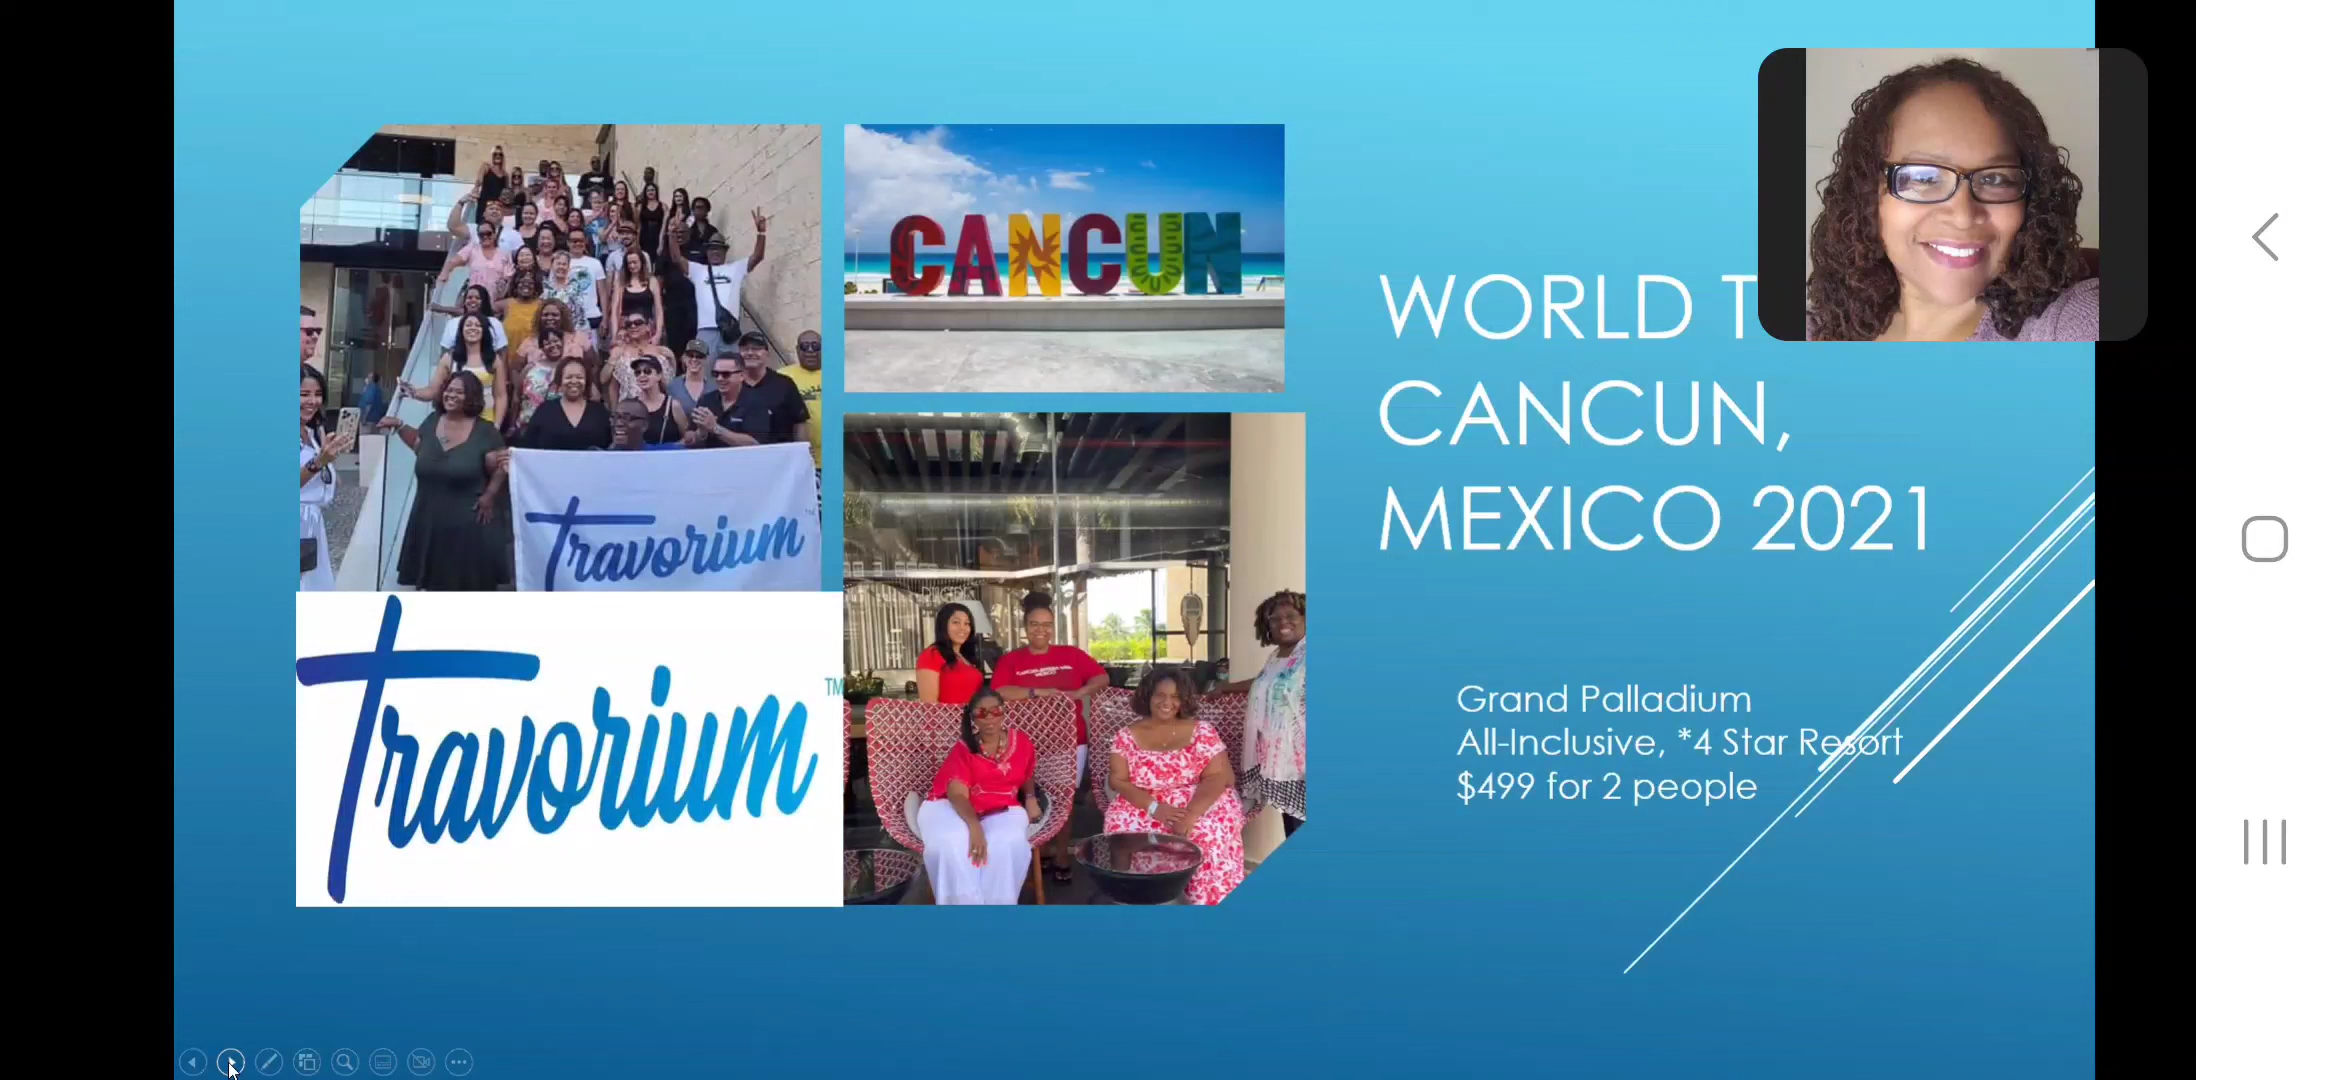 CANCUN
Travorium
Travorium TM
WORLD T
CANCUN,
MEXICO 2021
Grand Palladium
All-Inclusive, *4 Star Resort
$499 for 2 people